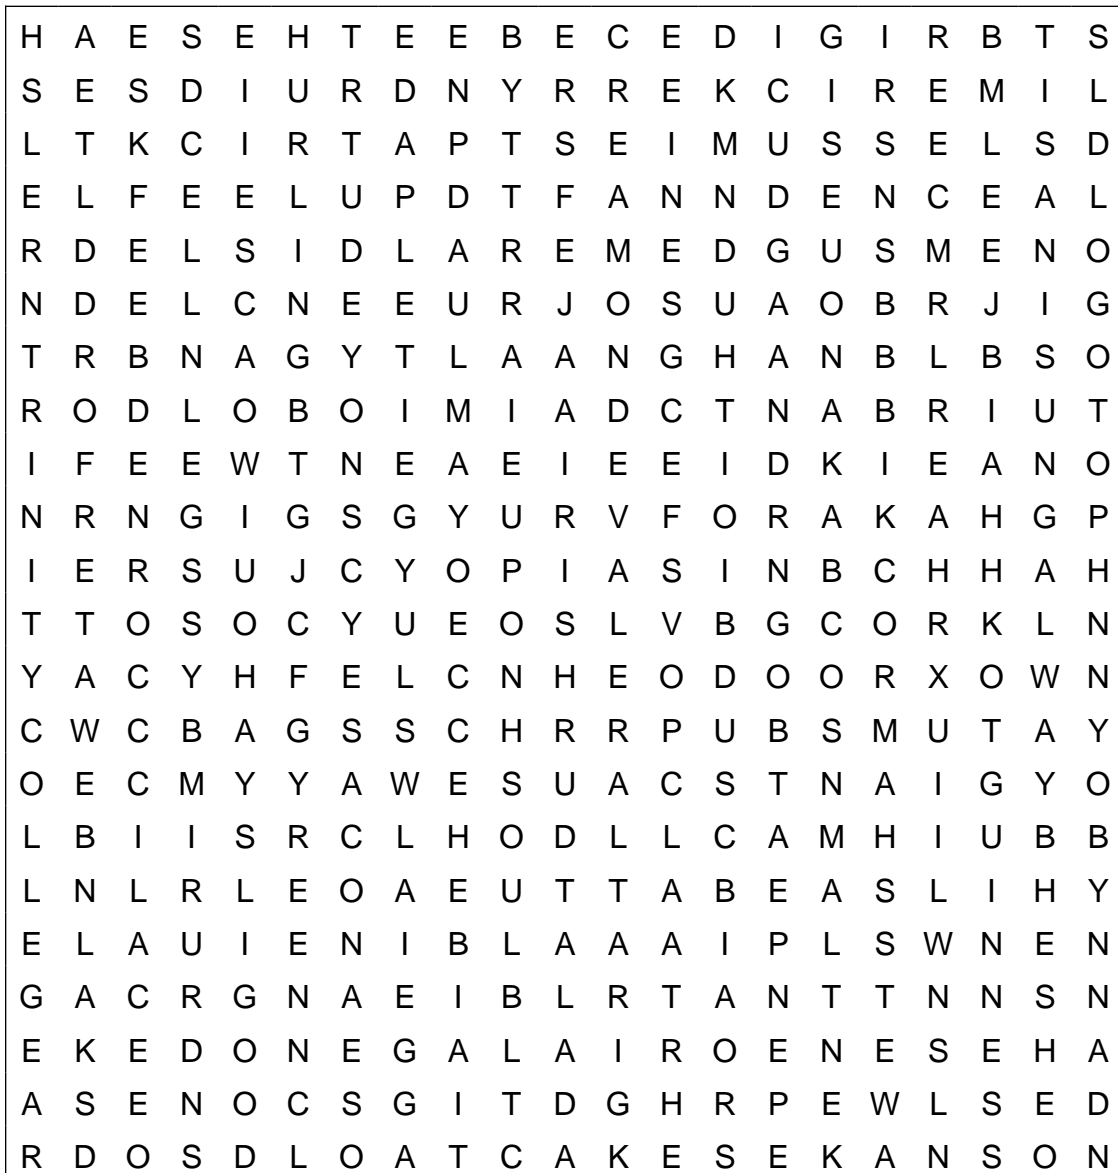 H A E S E H T E E B E C E D I G I R B T S
S E S D I U R D N Y R R E K C I R E M I L
L T K C I R T A P T S E I M U S S E L S D
E L F E E L U P D T F A N N D E N C E A L
R D E L S I D L A R E M E D G U S M E N O
N D E L C N E E U R J O S U A O B R J I G
T R B N A G Y T L A A N G H A N B L B S O
R O D L O B O I M I A D C T N A B R I U T
I F E E W T N E A E I E E I D K I E A N O
N R N G I G S G Y U R V F O R A K A H G P
I E R S U J C Y O P I A S I N B C H H A H
T T O S O C Y U E O S L V B G C O R K L N
Y A C Y H F E L C N H E O D O O R X O W N
C W C B A G S S C H R R P U B S M U T A Y
O E C M Y Y A W E S U A C S T N A I G Y O
L B I I S R C L H O D L L C A M H I U B B
L N L R L E O A E U T T A B E A S L I H Y
E L A U I E N I B L A A A I P L S W N E N
G A C R G N A E I B L R T A N T T N N S N
E K E D O N E G A L A I R O E N E S E H A
A S E N O C S G I T D G H R P E W L S E D
R D O S D L O A T C A K E S E K A N S O N